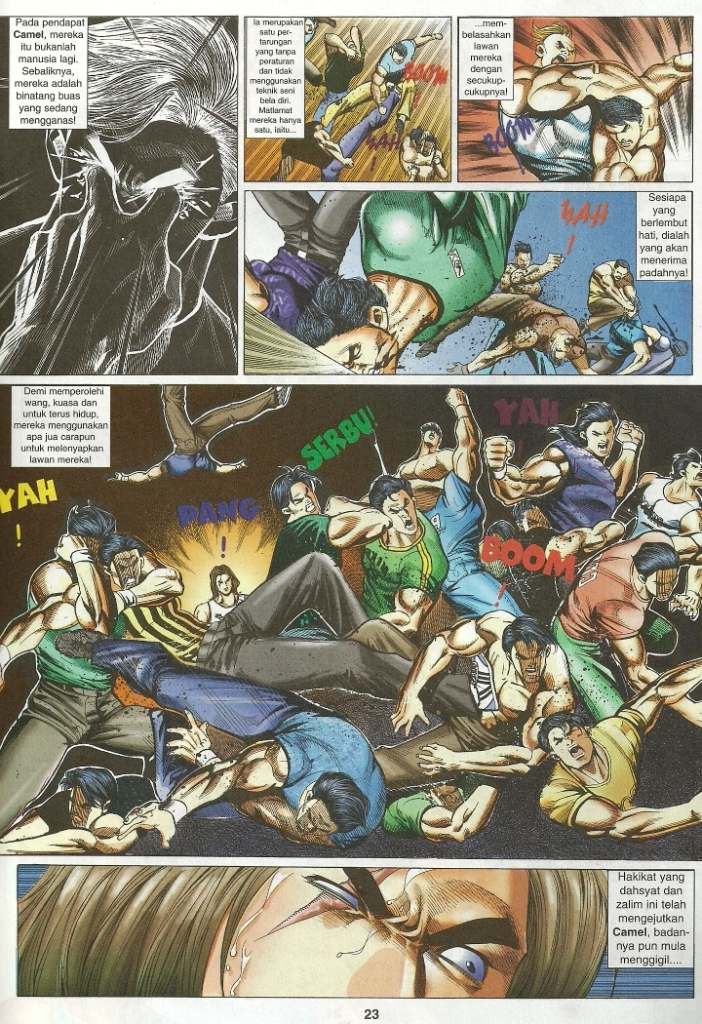 Pada pendapat
Camel, mereka
itu bukaniah
manusia lagi.
Sebaliknya,
mereka adalah
binatang buas
yang sedang
mengganas!
Ia merupakan
satu per-
tarungan
yang tanpa
peraturan
dan tidak
menggunakan
teknik seni
bela diri.
Matlamat
mereka hanya
satu, iaitu...
BOOM
YAH
!
...mem-
belasahkan
lawan
mereka
dengan
secukup-
cukupnya!
BOOM
!
YAH
!
Sesiapa
yang
berlembut
hati, dialah
yang akan
menerima
padahnya!
Demi memperolehi
wang, kuasa dan
untuk terus hidup,
mereka menggunakan
apa jua carapun
untuk melenyapkan
lawan mereka!
YAH
!
PANG
!
SERBU!
YAH
!
BOOM
!
Hakikat yang
dahsyat dan
zalim ini telah
mengejutkan
Camel, badan-
nya pun mula
menggigil....
23